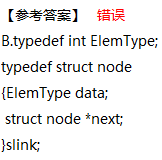 【参考答案】 错误
B.typedef int ElemType;
typedef struct node
{ElemType data;
struct node *next;
}slink;